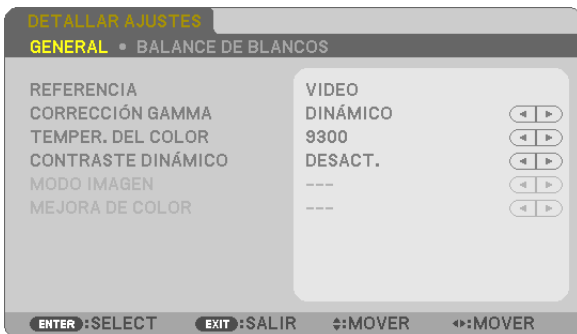 DETALLAR AJUSTES
GENERAL • BALANCE DE BLANCOS
REFERENCIA VIDEO
CORRECCIÓN GAMMA DINÁMICO
TEMPER. DEL COLOR 9300
CONTRASTE DINÁMICO DESACT.
MODO IMAGEN ---
MEJORA DE COLOR ---
ENTER :SELECT EXIT :SALIR :MOVER :MOVER